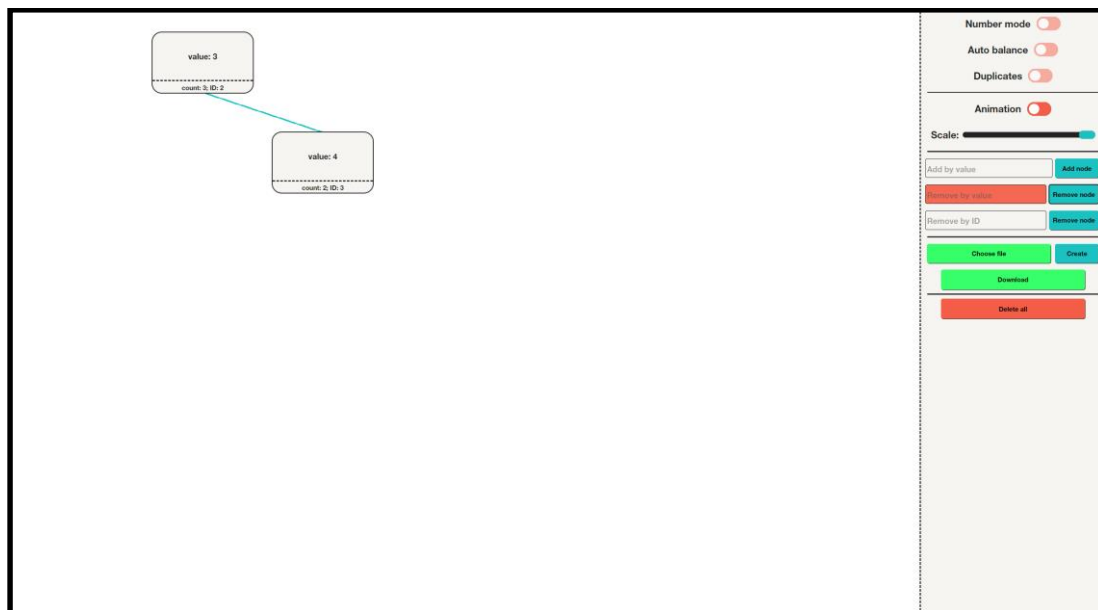 value: 3
count: 3; ID: 2
value: 4
count: 2; ID: 3
Number mode
Auto balance
Duplicates
Animation
Scale:
Add by value
Add node
Remove by value
Remove node
Remove by ID
Remove node
Choose file
Create
Download
Delete all